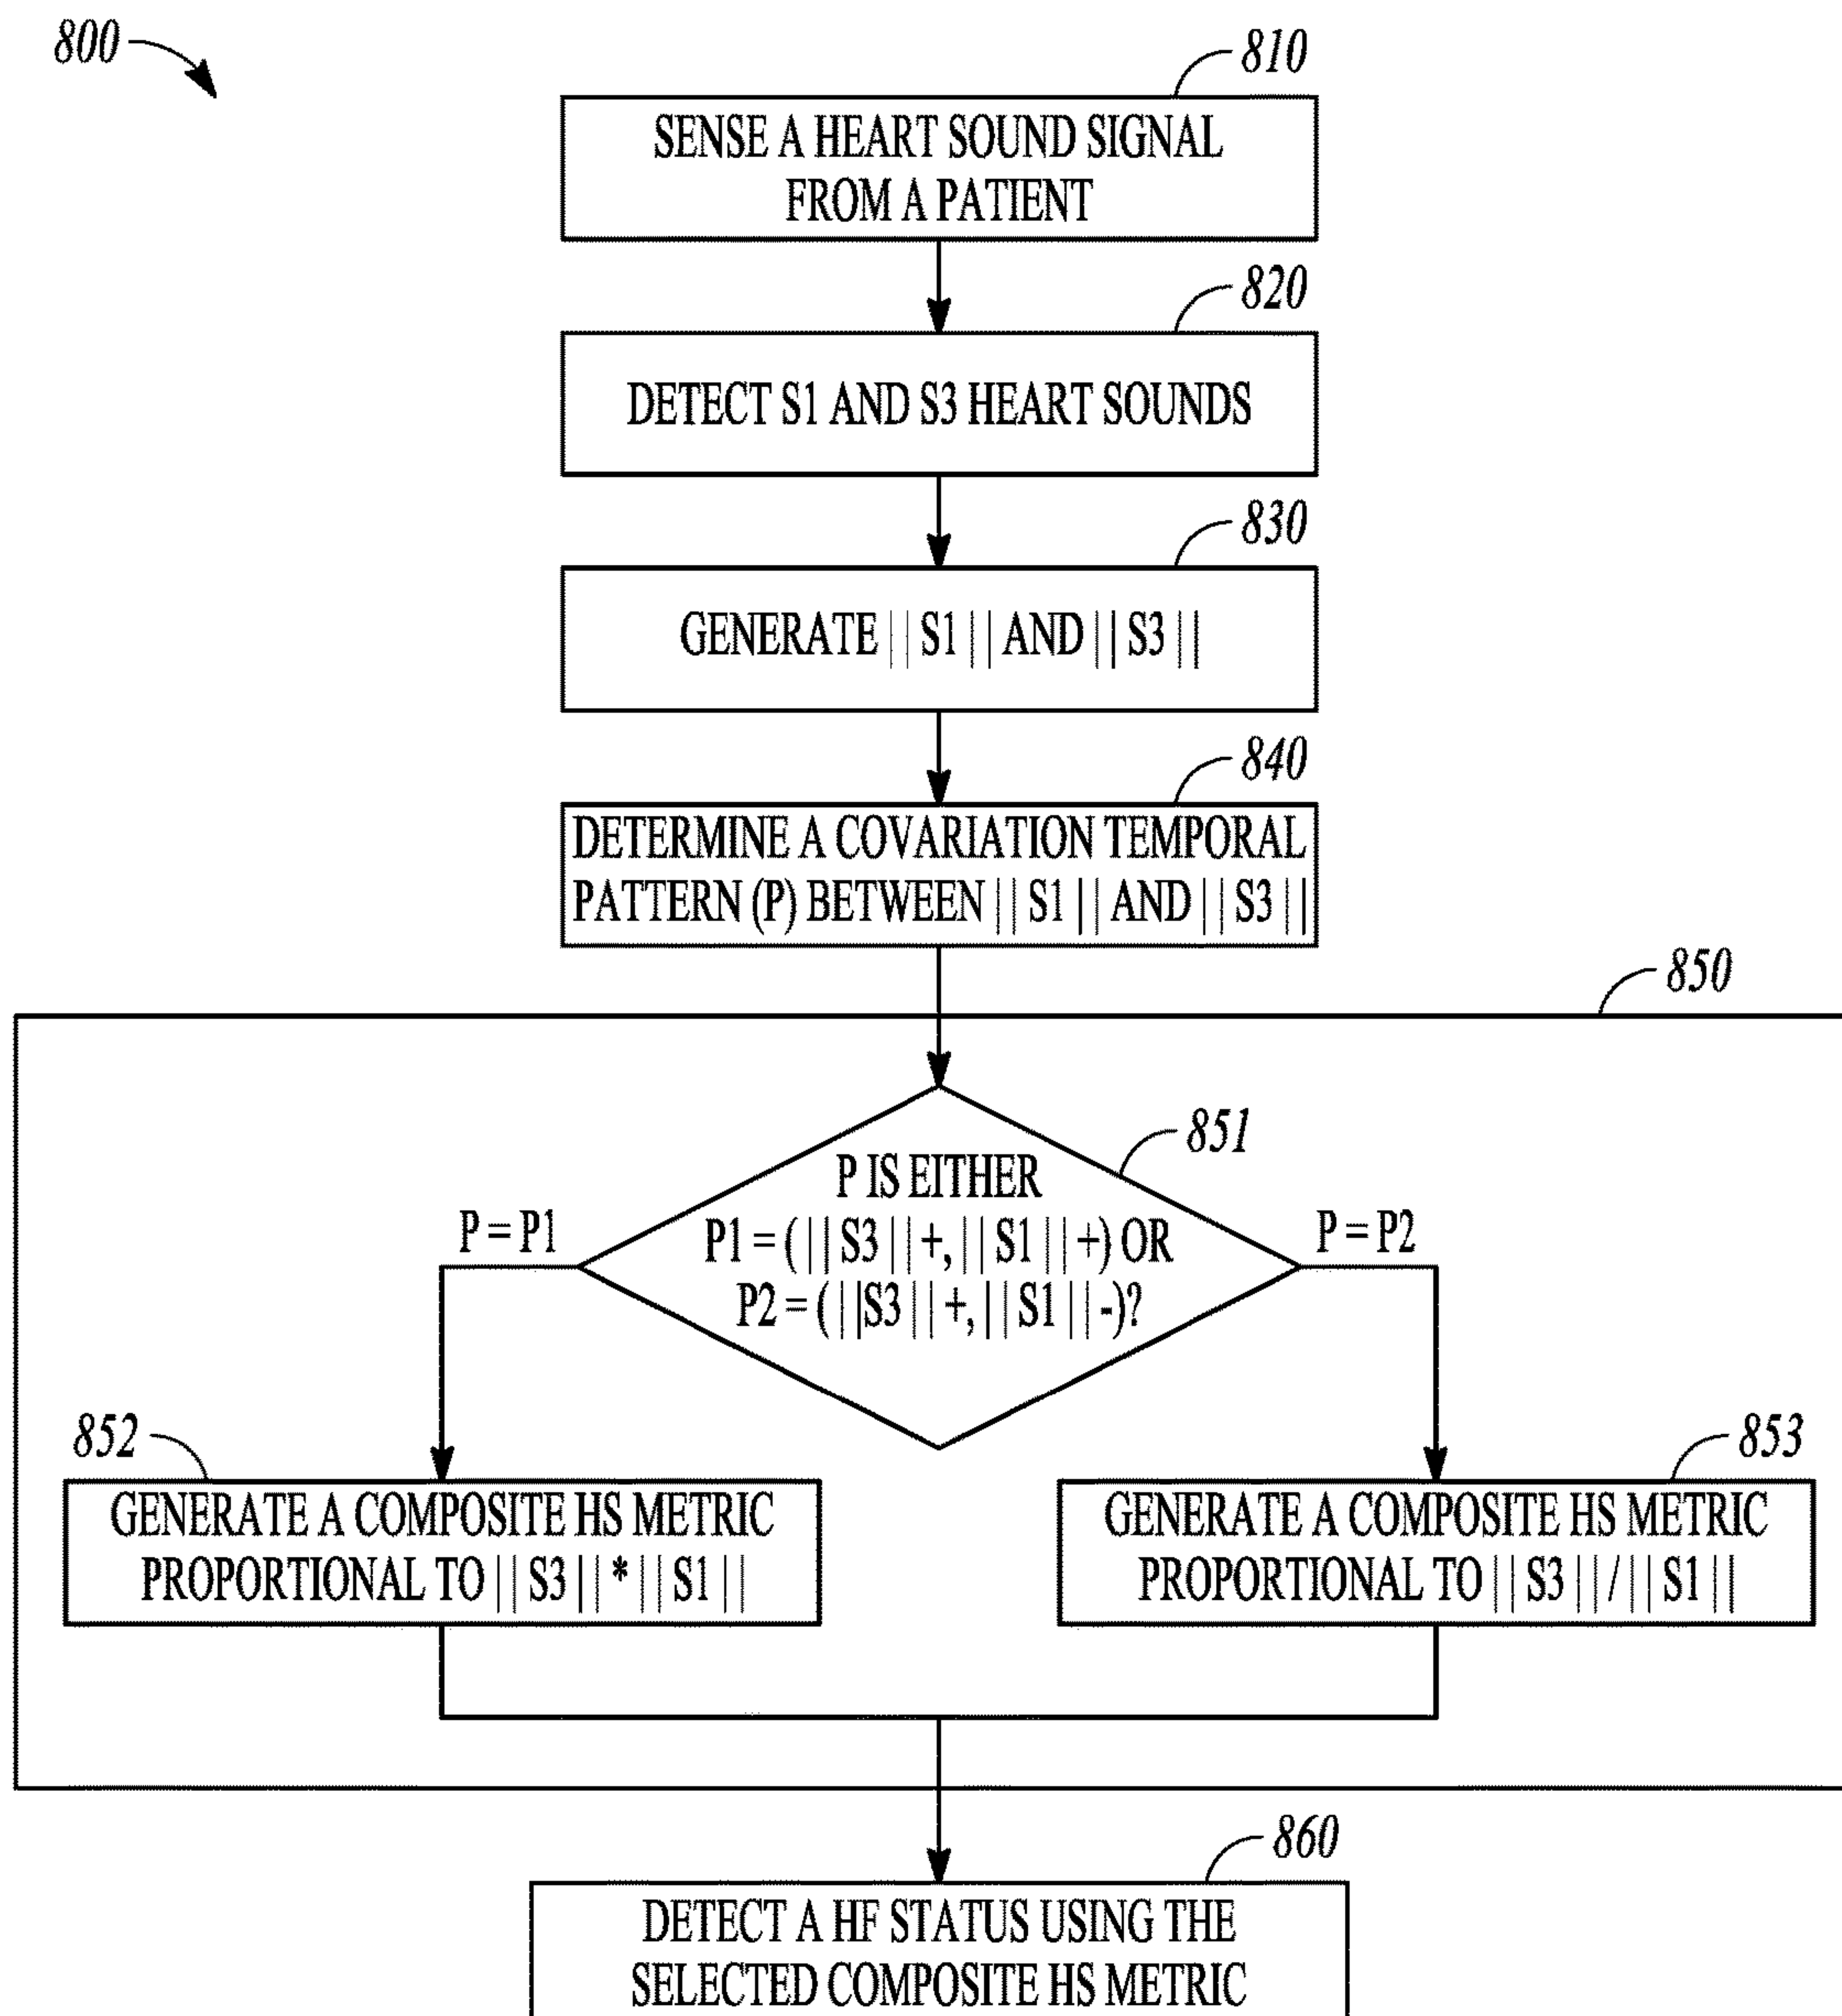 800
810
SENSE A HEART SOUND SIGNAL
FROM A PATIENT
820
DETECT S1 AND S3 HEART SOUNDS
830
GENERATE || S1 || AND || S3 ||
840
DETERMINE A COVARIATION TEMPORAL
PATTERN (P) BETWEEN || S1 || AND || S3 ||
850
851
P IS EITHER
P = P1
P1 = ( || S3 || +, || S1 || +) OR
P = P2
P2 = ( ||S3 || +, || S1 || -)?
852
GENERATE A COMPOSITE HS METRIC
PROPORTIONAL TO || S3 || * || S1 ||
853
GENERATE A COMPOSITE HS METRIC
PROPORTIONAL TO || S3 || / || S1 ||
860
DETECT A HF STATUS USING THE
SELECTED COMPOSITE HS METRIC